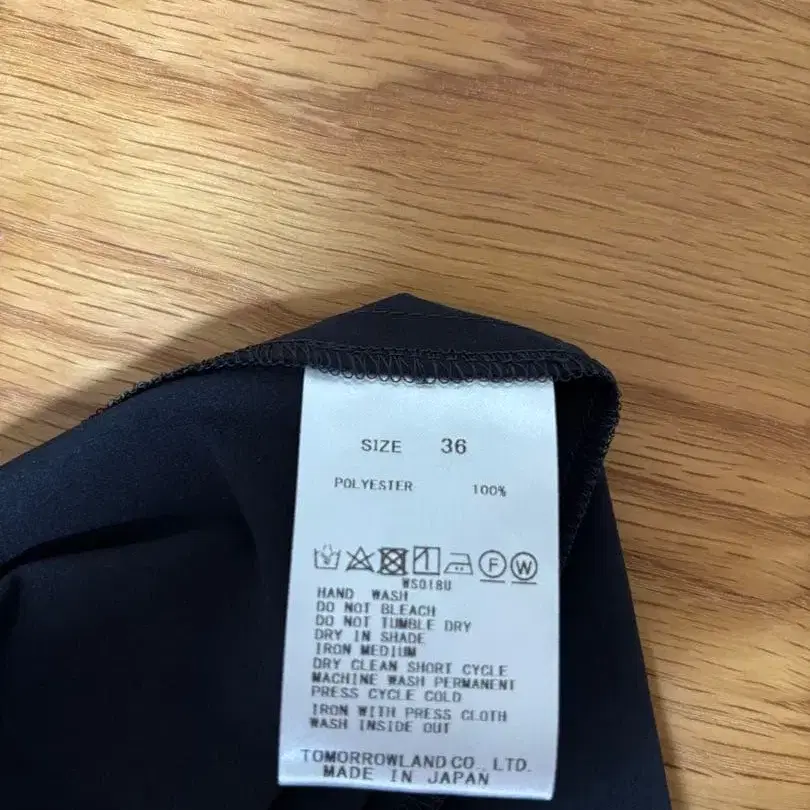 SIZE 36
POLYESTER 100%
F W
WS018U
HAND WASH
DO NOT BLEACH
DO NOT TUMBLE DRY
DRY IN SHADE
IRON MEDIUM
DRY CLEAN SHORT CYCLE
MACHINE WASH PERMANENT
PRESS CYCLE COLD
IRON WITH PRESS CLOTH
WASH INSIDE OUT
TOMORROWLAND CO., LTD.
MADE IN JAPAN